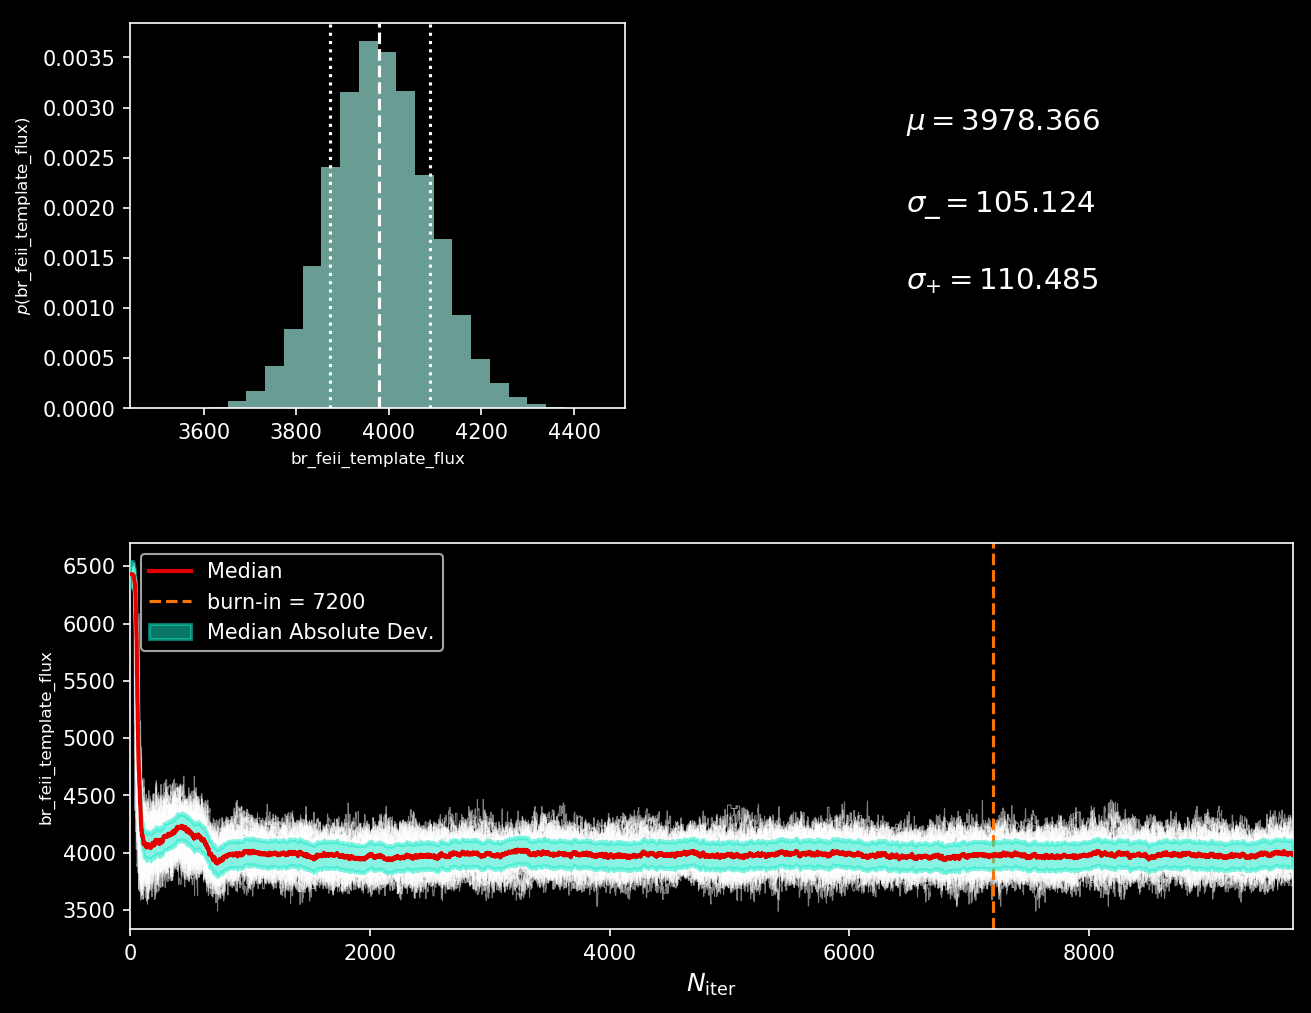 0.0035
0.0030
0.0025
0.0020
0.0015
0.0010
0.0005
0.0000
p(br_feii_template_flux)
3600 3800 4000 4200 4400
br_feii_template_flux
μ = 3978.366
σ₋ = 105.124
σ₊ = 110.485
6500
6000
5500
5000
4500
4000
3500
br_feii_template_flux
Median
burn-in = 7200
Median Absolute Dev.
0 2000 4000 6000 8000
N_iter